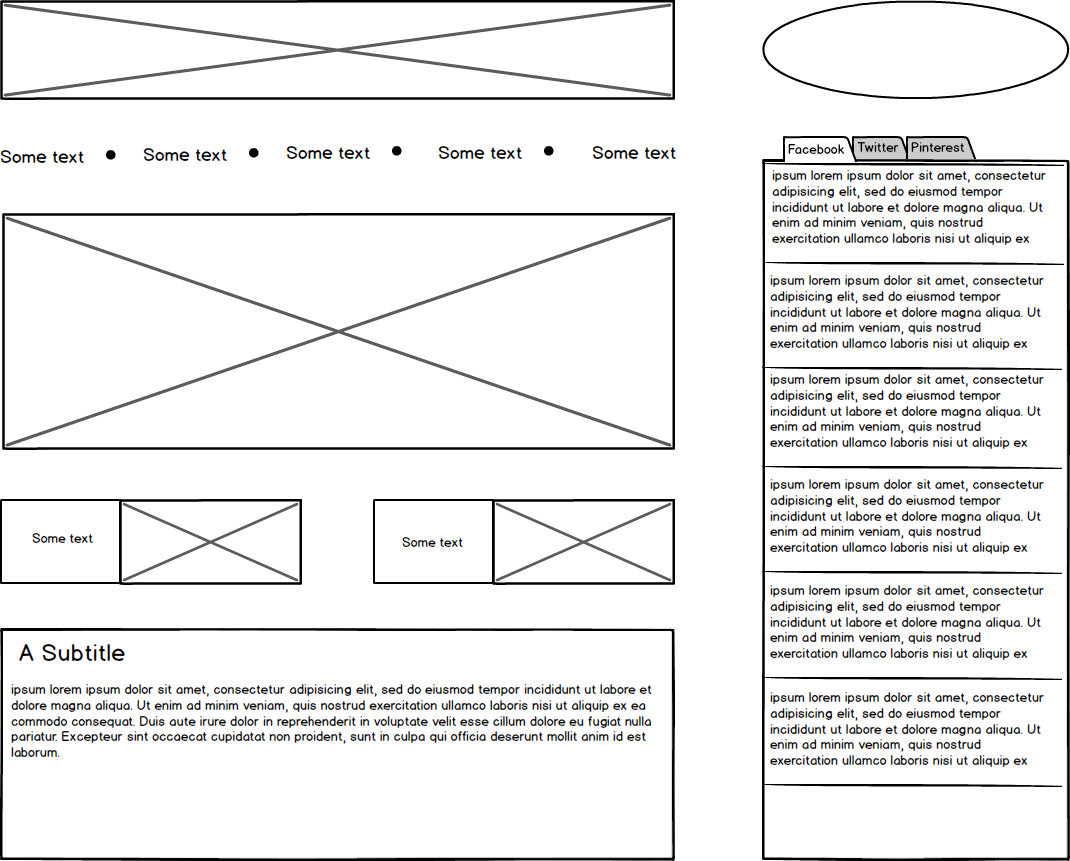 Some text ● Some text ● Some text ● Some text ● Some text
Some text
Some text
A Subtitle
ipsum lorem ipsum dolor sit amet, consectetur adipisicing elit, sed do eiusmod tempor incididunt ut labore et
dolore magna aliqua. Ut enim ad minim veniam, quis nostrud exercitation ullamco laboris nisi ut aliquip ex ea
commodo consequat. Duis aute irure dolor in reprehenderit in voluptate velit esse cillum dolore eu fugiat nulla
pariatur. Excepteur sint occaecat cupidatat non proident, sunt in culpa qui officia deserunt mollit anim id est
laborum.
Facebook Twitter Pinterest
ipsum lorem ipsum dolor sit amet, consectetur
adipisicing elit, sed do eiusmod tempor
incididunt ut labore et dolore magna aliqua. Ut
enim ad minim veniam, quis nostrud
exercitation ullamco laboris nisi ut aliquip ex
ipsum lorem ipsum dolor sit amet, consectetur
adipisicing elit, sed do eiusmod tempor
incididunt ut labore et dolore magna aliqua. Ut
enim ad minim veniam, quis nostrud
exercitation ullamco laboris nisi ut aliquip ex
ipsum lorem ipsum dolor sit amet, consectetur
adipisicing elit, sed do eiusmod tempor
incididunt ut labore et dolore magna aliqua. Ut
enim ad minim veniam, quis nostrud
exercitation ullamco laboris nisi ut aliquip ex
ipsum lorem ipsum dolor sit amet, consectetur
adipisicing elit, sed do eiusmod tempor
incididunt ut labore et dolore magna aliqua. Ut
enim ad minim veniam, quis nostrud
exercitation ullamco laboris nisi ut aliquip ex
ipsum lorem ipsum dolor sit amet, consectetur
adipisicing elit, sed do eiusmod tempor
incididunt ut labore et dolore magna aliqua. Ut
enim ad minim veniam, quis nostrud
exercitation ullamco laboris nisi ut aliquip ex
ipsum lorem ipsum dolor sit amet, consectetur
adipisicing elit, sed do eiusmod tempor
incididunt ut labore et dolore magna aliqua. Ut
enim ad minim veniam, quis nostrud
exercitation ullamco laboris nisi ut aliquip ex